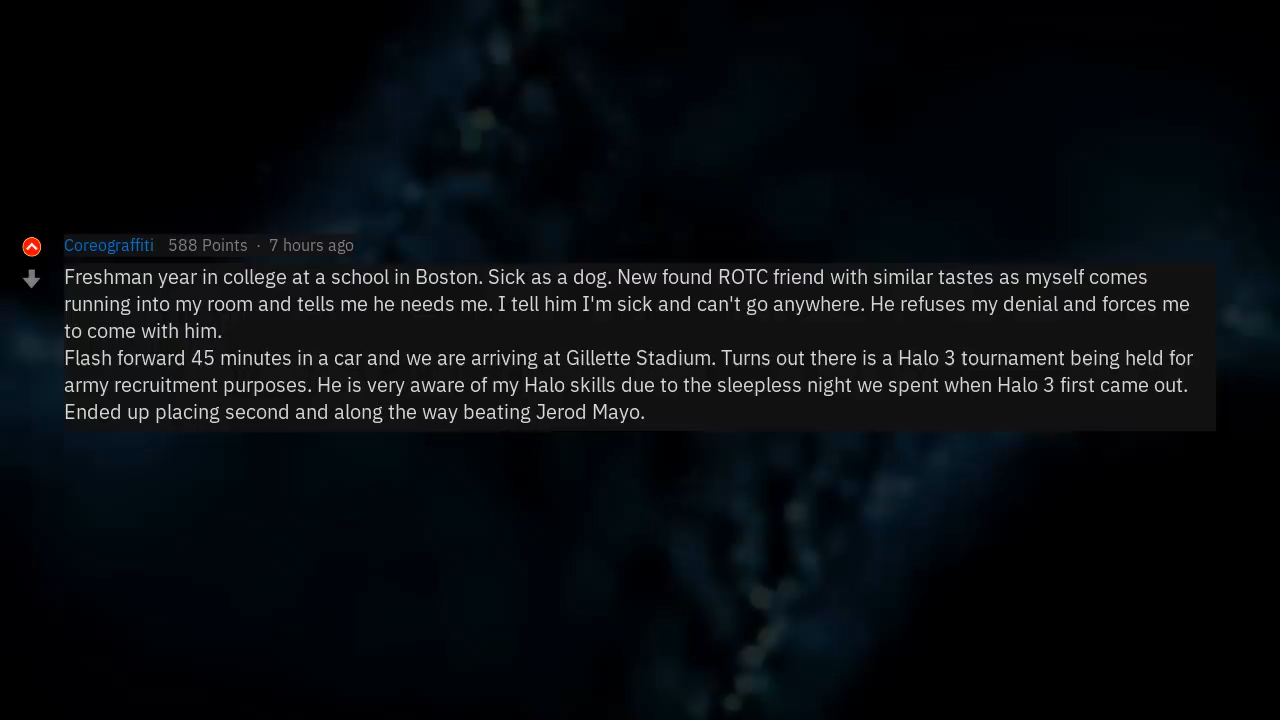 Coreograffiti 588 Points · 7 hours ago
Freshman year in college at a school in Boston. Sick as a dog. New found ROTC friend with similar tastes as myself comes
running into my room and tells me he needs me. I tell him I'm sick and can't go anywhere. He refuses my denial and forces me
to come with him.
Flash forward 45 minutes in a car and we are arriving at Gillette Stadium. Turns out there is a Halo 3 tournament being held for
army recruitment purposes. He is very aware of my Halo skills due to the sleepless night we spent when Halo 3 first came out.
Ended up placing second and along the way beating Jerod Mayo.